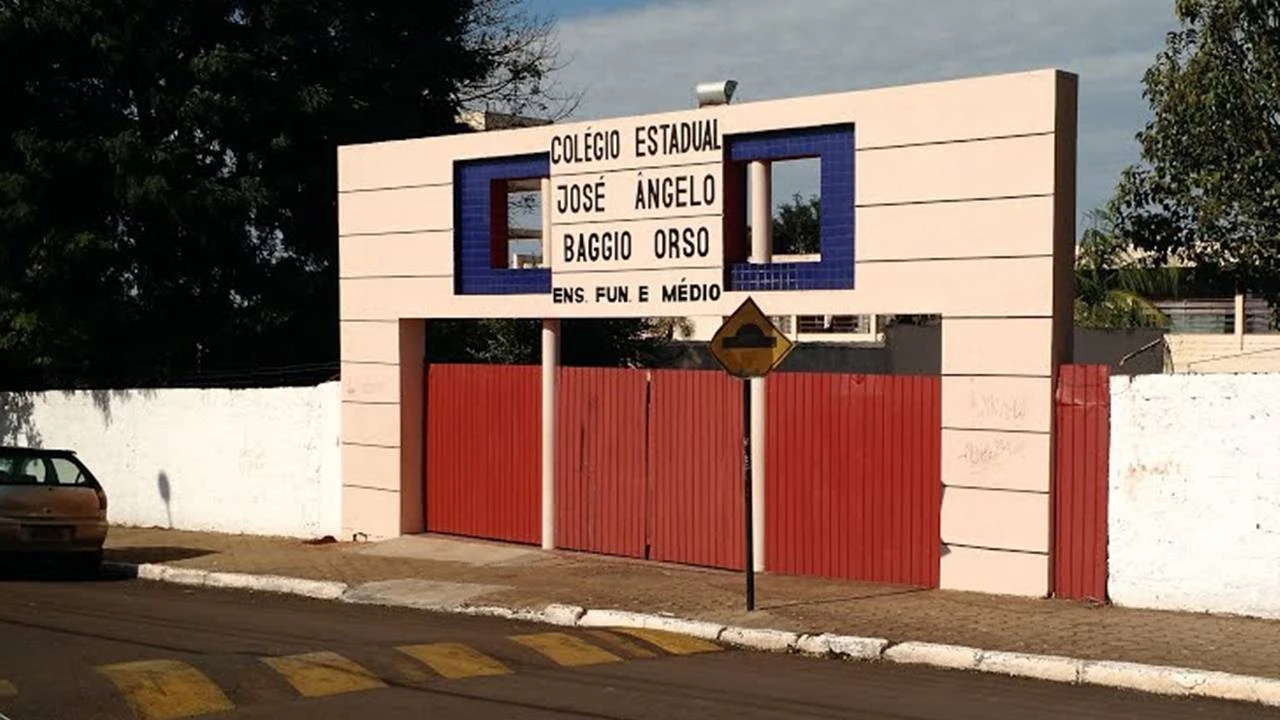 COLÉGIO ESTADUAL
JOSÉ ÂNGELO
BAGGIO ORSO
ENS. FUN. E MÉDIO